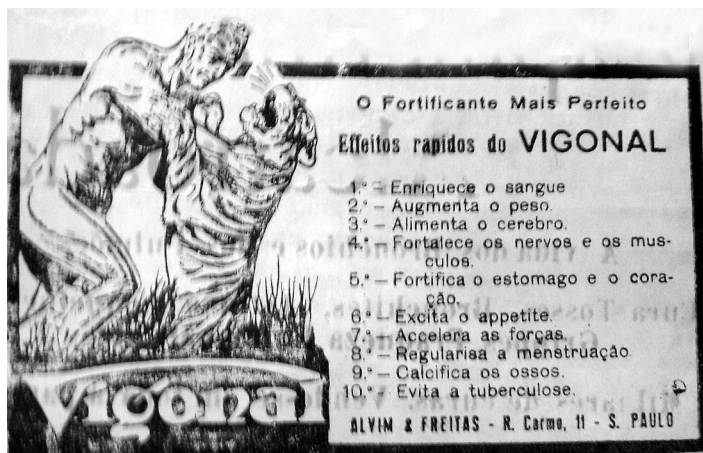 O Fortificante Mais Perfeito
Effeitos rapidos do VIGONAL
1.º — Enriquece o sangue
2.º — Augmenta o peso.
3.º — Alimenta o cerebro.
4.º — Fortalece os nervos e os mus-
culos.
5.º — Fortifica o estomago e o cora-
ção.
6.º — Excita o appetite.
7.º — Accelera as forças.
8.º — Regularisa a menstruação
9.º — Calcifica os ossos.
10.º — Evita a tuberculose.
Vigonal
ALVIM & FREITAS - R. Carmo, 11 - S. PAULO